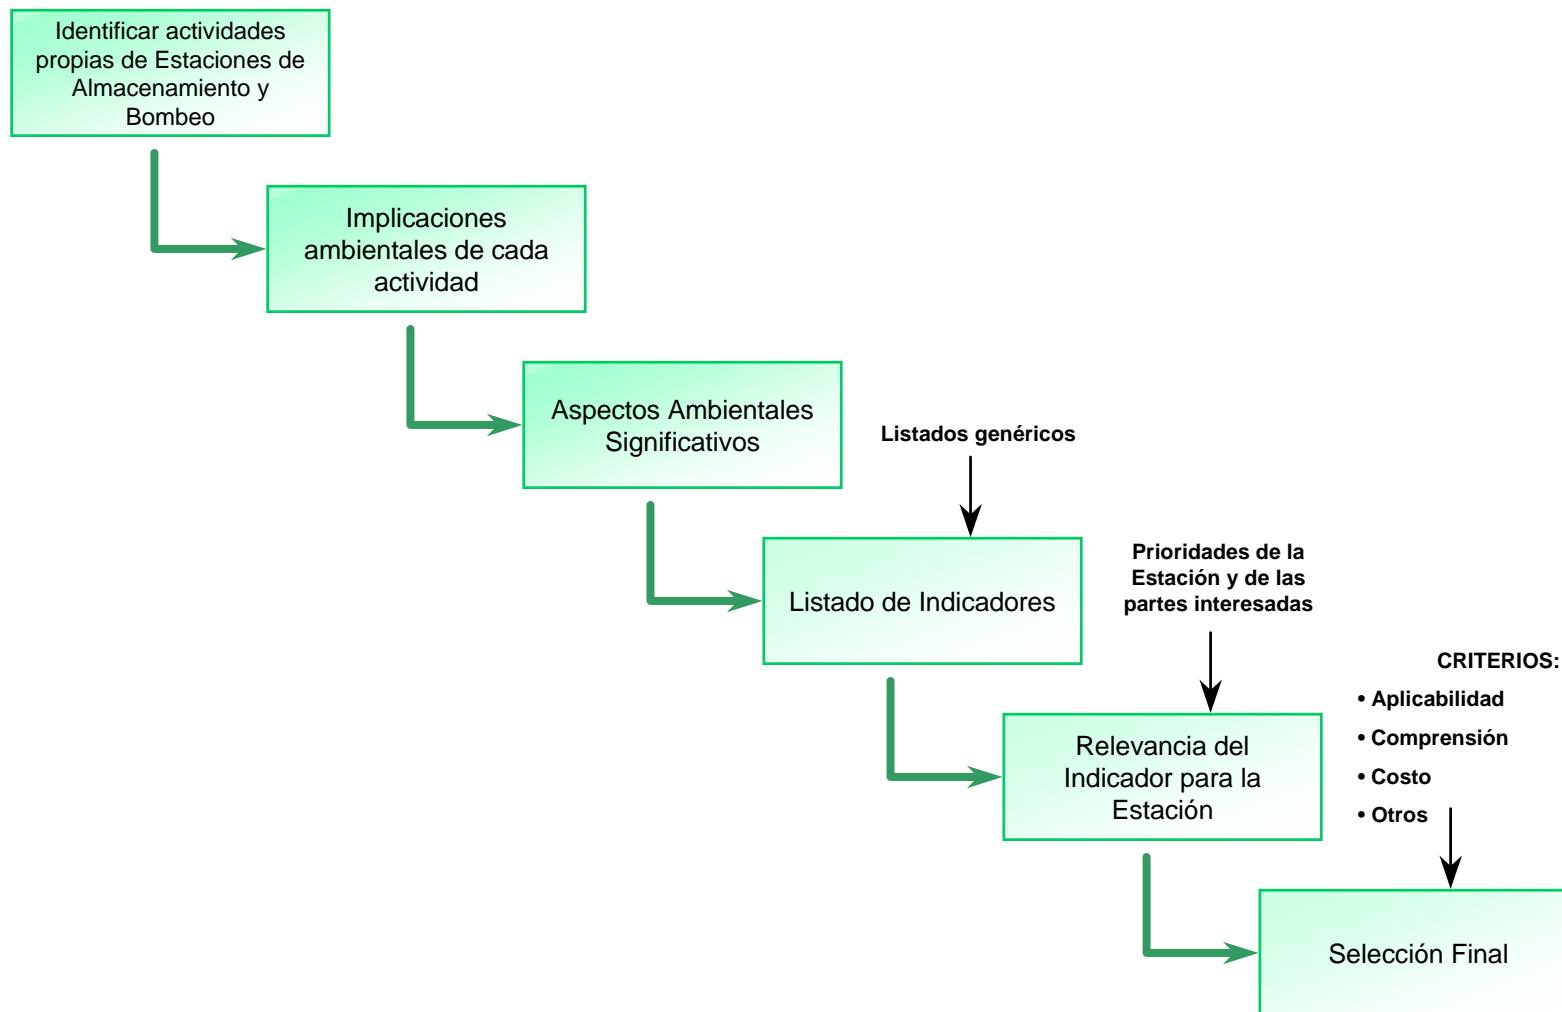 Identificar actividades
propias de Estaciones de
Almacenamiento y
Bombeo
Implicaciones
ambientales de cada
actividad
Aspectos Ambientales
Significativos
Listados genéricos
Listado de Indicadores
Prioridades de la
Estación y de las
partes interesadas
Relevancia del
Indicador para la
Estación
CRITERIOS:
• Aplicabilidad
• Comprensión
• Costo
• Otros
Selección Final